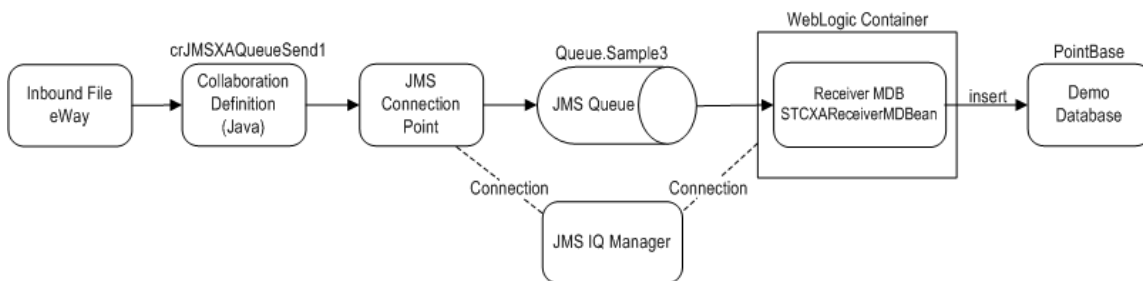 WebLogic Container
crJMSXAQueueSend1
Queue.Sample3
PointBase
Inbound File
eWay
Collaboration
Definition
(Java)
JMS
Connection
Point
JMS Queue
Receiver MDB
STCXAReceiverMDBean
insert
Demo
Database
Connection
Connection
JMS IQ Manager